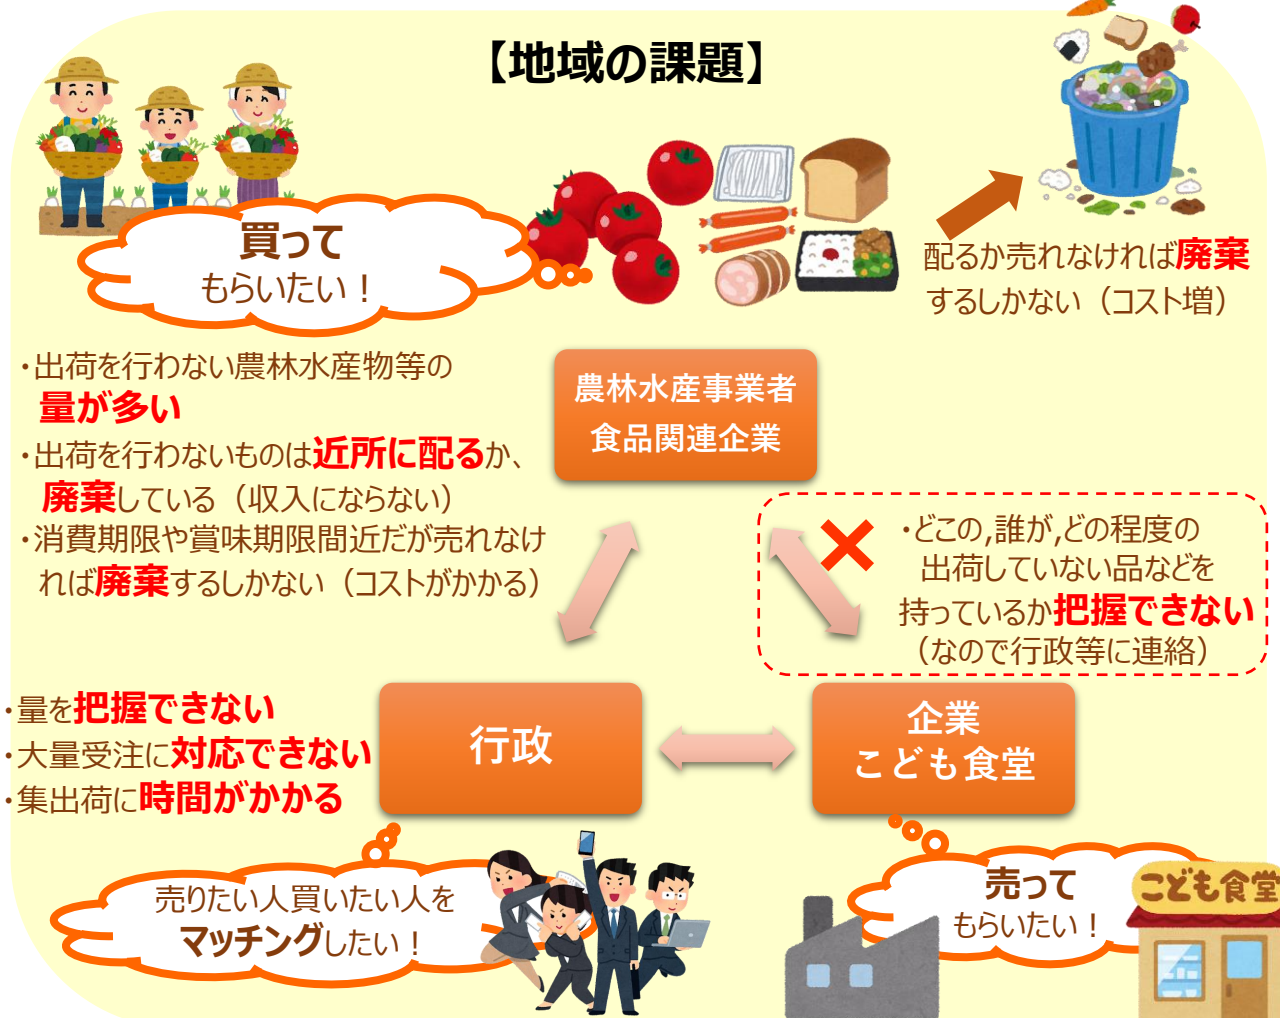 【地域の課題】
買って
もらいたい！
配るか売れなければ廃棄
するしかない（コスト増）
・出荷を行わない農林水産物等の
量が多い
・出荷を行わないものは近所に配るか、
廃棄している（収入にならない）
・消費期限や賞味期限間近だが売れなけ
れば廃棄するしかない（コストがかかる）
農林水産事業者
食品関連企業
・どこの,誰が,どの程度の
出荷していない品などを
持っているか把握できない
（なので行政等に連絡）
・量を把握できない
・大量受注に対応できない
・集出荷に時間がかかる
行政
企業
こども食堂
売りたい人買いたい人を
マッチングしたい！
売って
もらいたい！
こども食堂